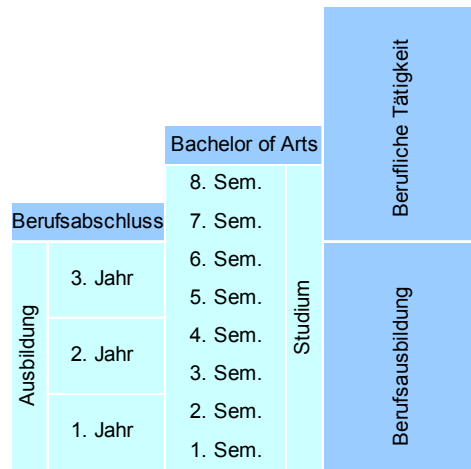 Berufliche Tätigkeit
Bachelor of Arts
8. Sem.
7. Sem.
6. Sem.
5. Sem.
4. Sem.
3. Sem.
2. Sem.
1. Sem.
Studium
Berufsabschluss
Ausbildung
3. Jahr
2. Jahr
1. Jahr
Berufsausbildung